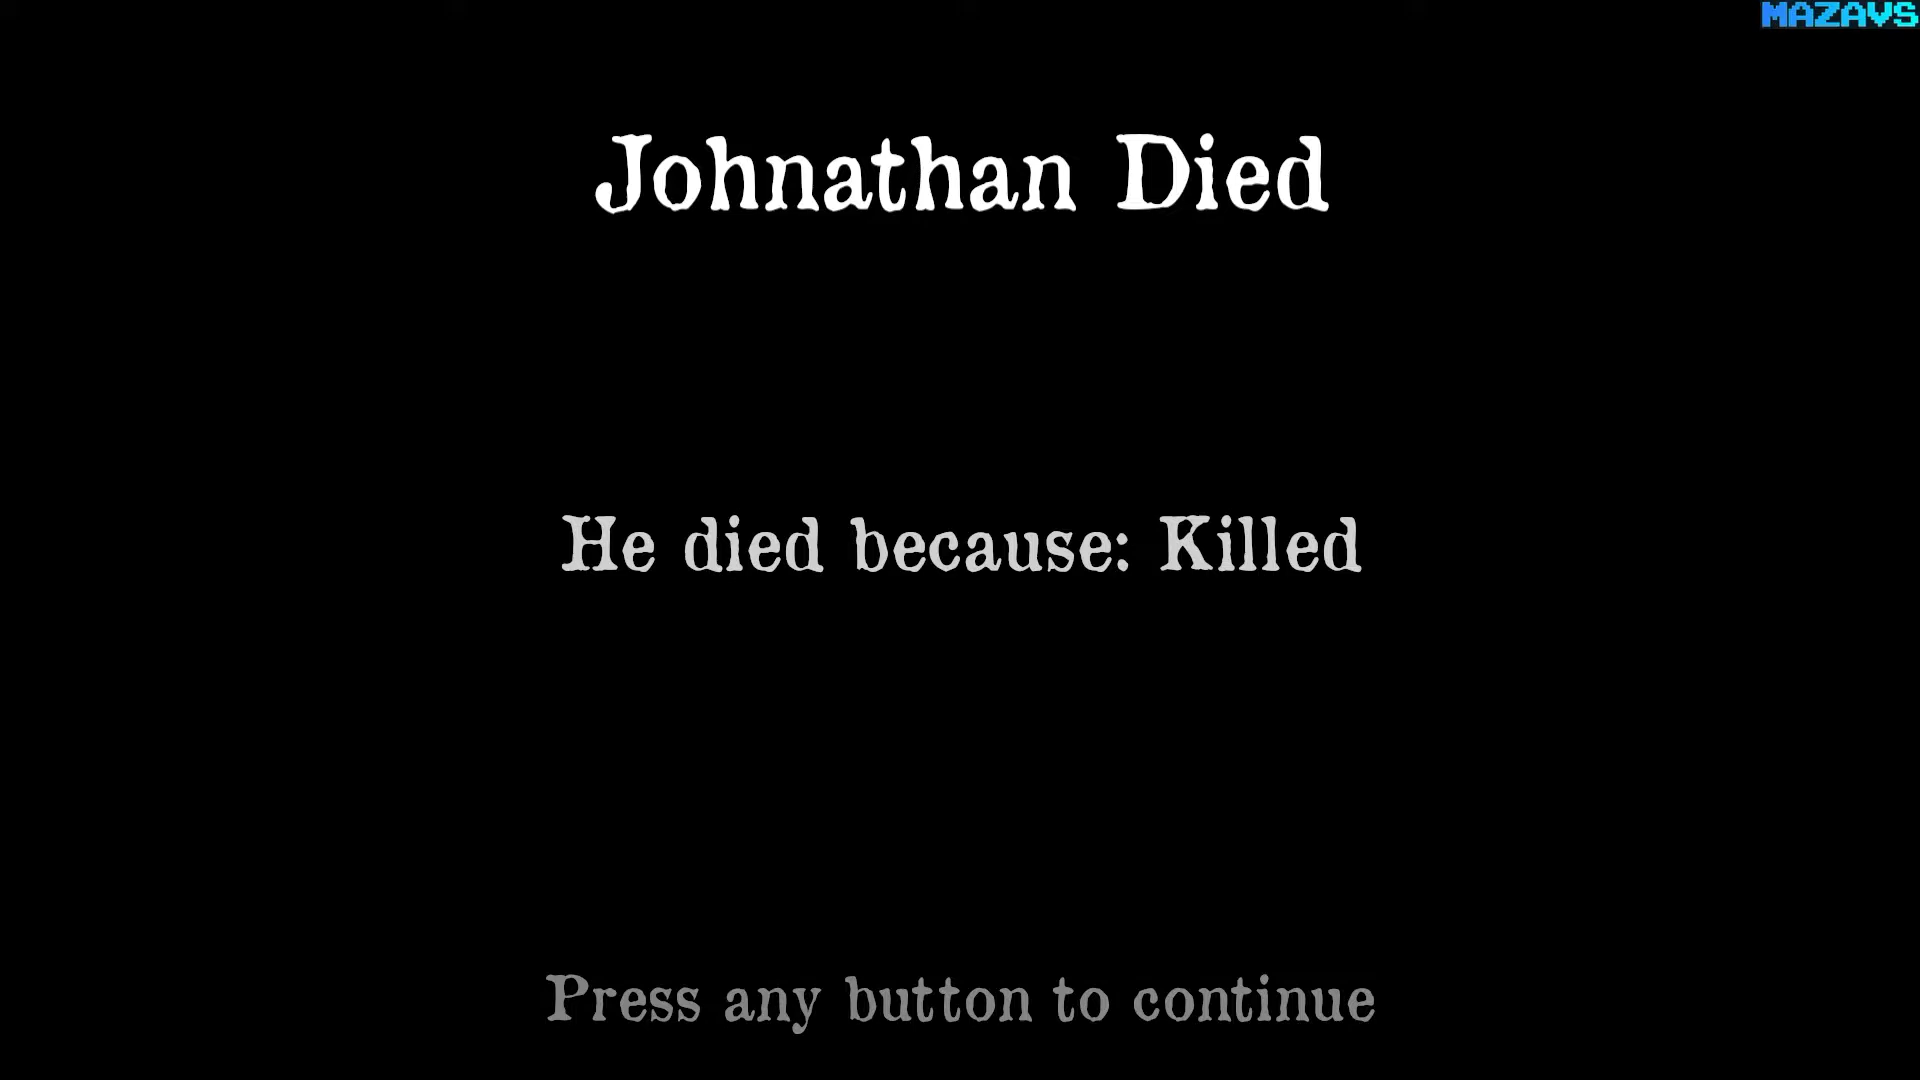 MAZAVS
Johnathan Died
He died because: Killed
Press any button to continue